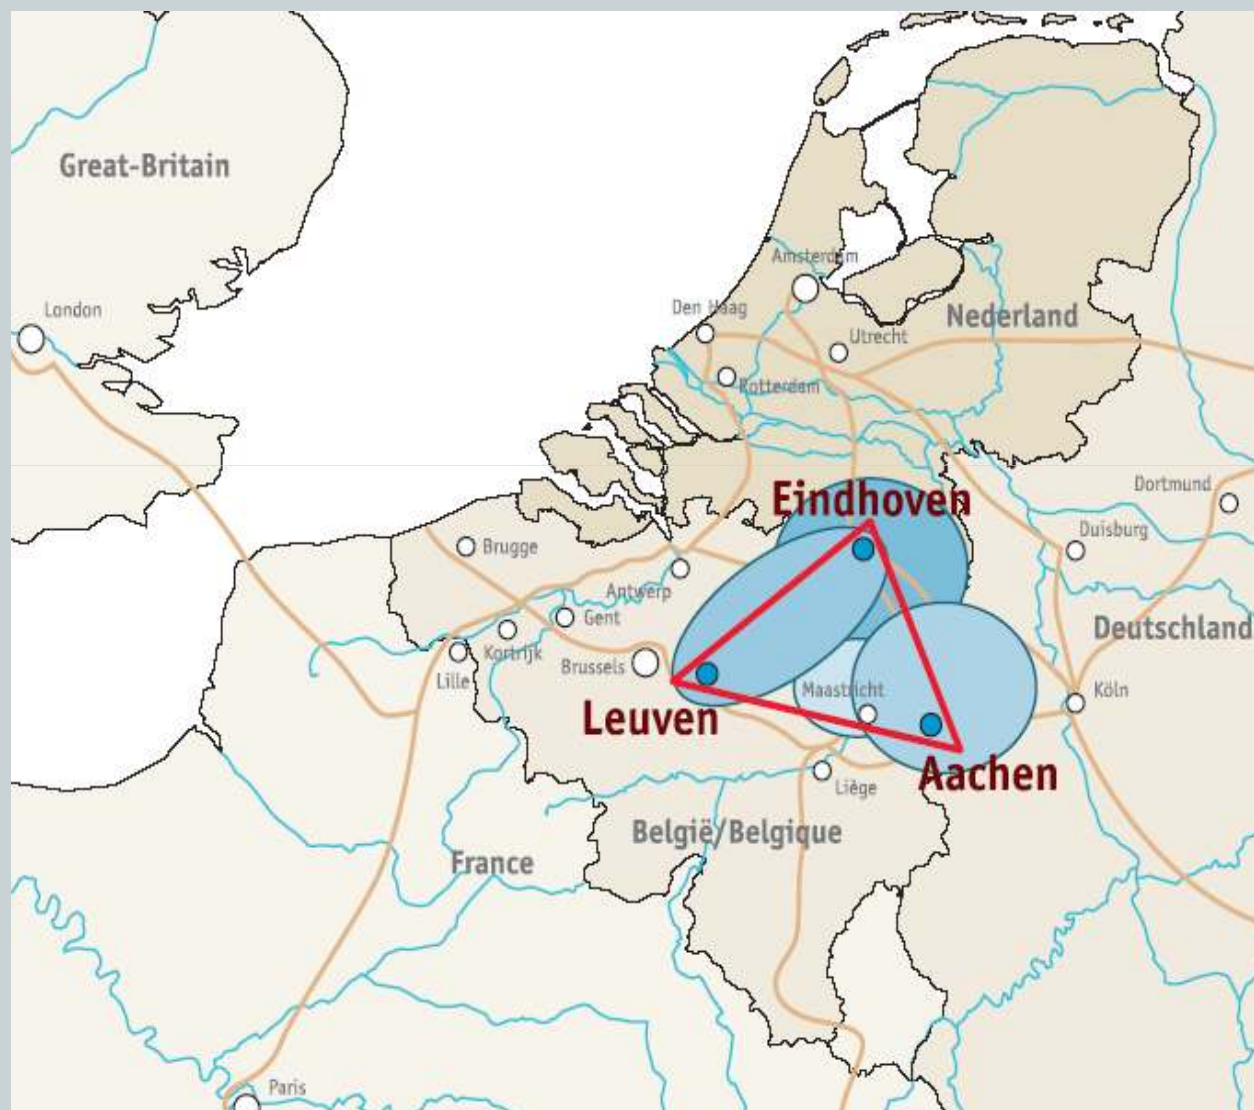 Great-Britain
Amsterdam
London
Den Haag
Nederland
Utrecht
Rotterdam
Dortmund
Eindhoven
Duisburg
Brugge
Antwerp
Gent
Deutschland
Kortrijk
Brussels
Lille
Maastricht
Köln
Leuven
Aachen
Liège
België/Belgique
France
Paris